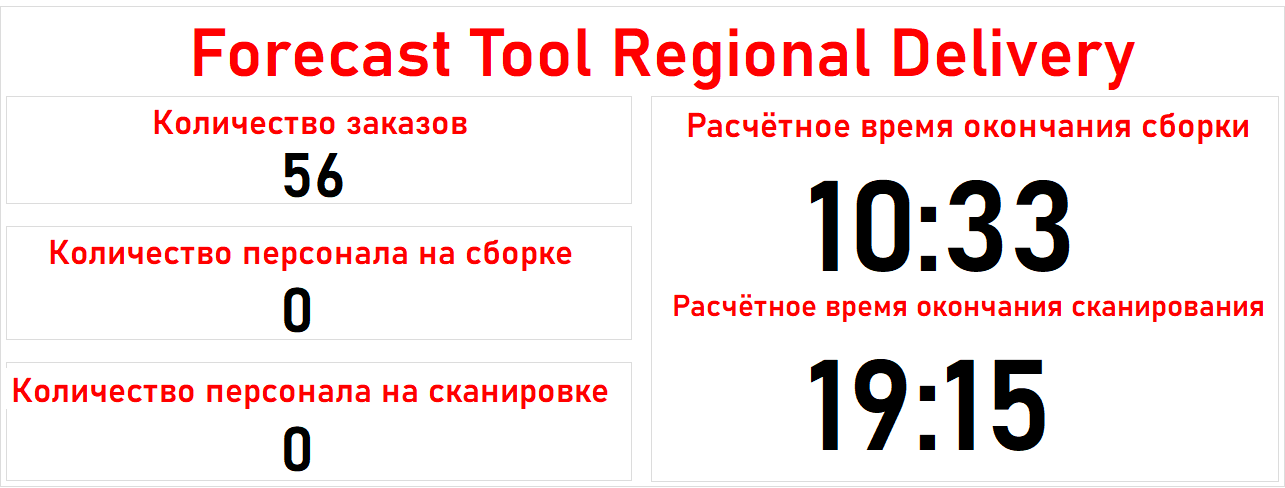 Forecast Tool Regional Delivery
Количество заказов
56
Количество персонала на сборке
0
Количество персонала на сканировке
0
Расчётное время окончания сборки
10:33
Расчётное время окончания сканирования
19:15